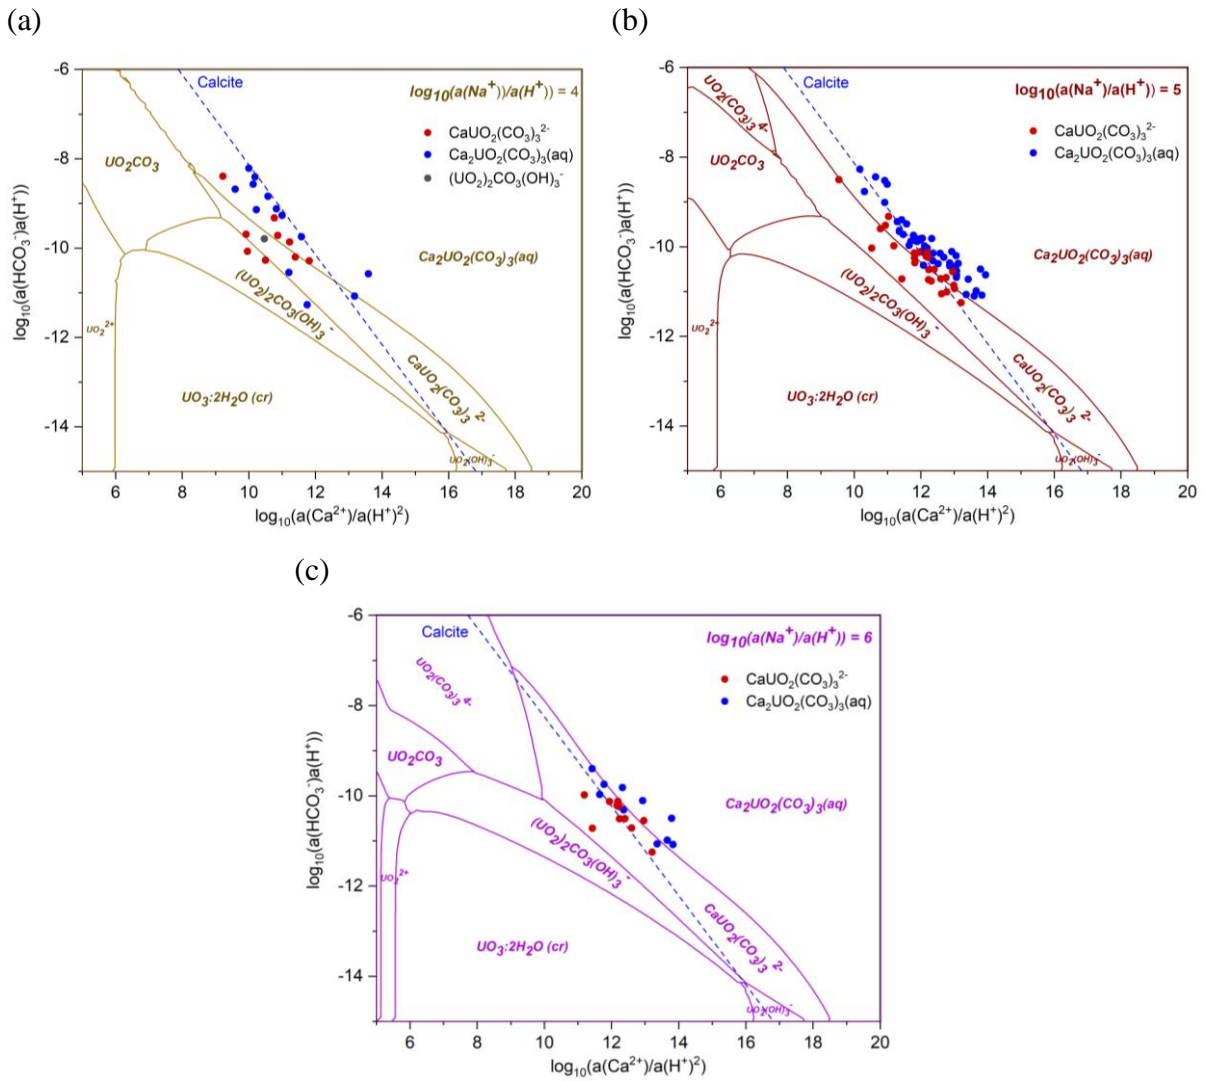 (a)
-6
-8
-10
-12
-14
6
8
10
12
14
16
18
20
log10(a(HCO3-)a(H+))
log10(a(Ca2+)/a(H+)2)
Calcite
log10(a(Na+))/a(H+)) = 4
CaUO2(CO3)3 2-
Ca2UO2(CO3)3(aq)
(UO2)2CO3(OH)3-
UO2CO3
Ca2UO2(CO3)3(aq)
(UO2)2CO3(OH)3-
UO2 2+
CaUO2(CO3)3 2-
UO3:2H2O (cr)
UO2(OH)3-
(b)
-6
-8
-10
-12
-14
6
8
10
12
14
16
18
20
log10(a(HCO3-)a(H+))
log10(a(Ca2+)/a(H+)2)
Calcite
log10(a(Na+)/a(H+)) = 5
CaUO2(CO3)3 2-
Ca2UO2(CO3)3(aq)
UO2(CO3)3 4-
UO2CO3
Ca2UO2(CO3)3(aq)
(UO2)2CO3(OH)3-
UO2 2+
CaUO2(CO3)3 2-
UO3:2H2O (cr)
UO2(OH)3-
(c)
-6
-8
-10
-12
-14
6
8
10
12
14
16
18
20
log10(a(HCO3-)a(H+))
log10(a(Ca2+)/a(H+)2)
Calcite
log10(a(Na+)/a(H+)) = 6
CaUO2(CO3)3 2-
Ca2UO2(CO3)3(aq)
UO2(CO3)3 4-
UO2CO3
Ca2UO2(CO3)3(aq)
(UO2)2CO3(OH)3-
UO2 2+
CaUO2(CO3)3 2-
UO3:2H2O (cr)
UO2(OH)3-